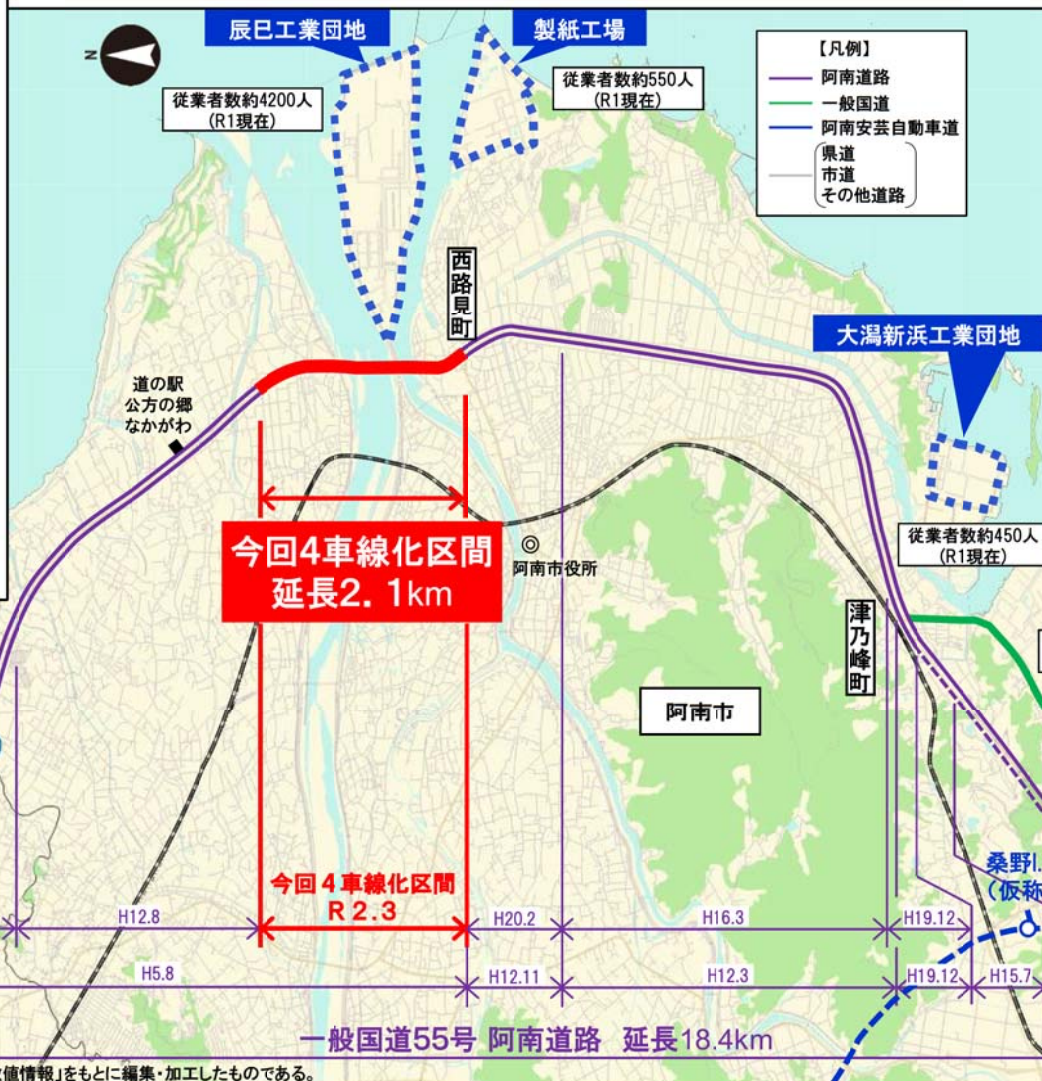 N
辰巳工業団地
製紙工場
従業者数約4200人
(R1現在)
従業者数約550人
(R1現在)
【凡例】
阿南道路
一般国道
阿南安芸自動車道
県道
市道
その他道路
西路見町
大潟新浜工業団地
道の駅
公方の郷
なかがわ
今回4車線化区間
延長2.1km
阿南市役所
従業者数約450人
(R1現在)
津乃峰町
阿南市
桑野I.
(仮称
今回4車線化区間
R2.3
H12.8
H20.2
H16.3
H19.12
H5.8
H12.11
H12.3
H19.12
H15.7
一般国道55号 阿南道路 延長18.4km
値情報」をもとに編集・加工したものである。